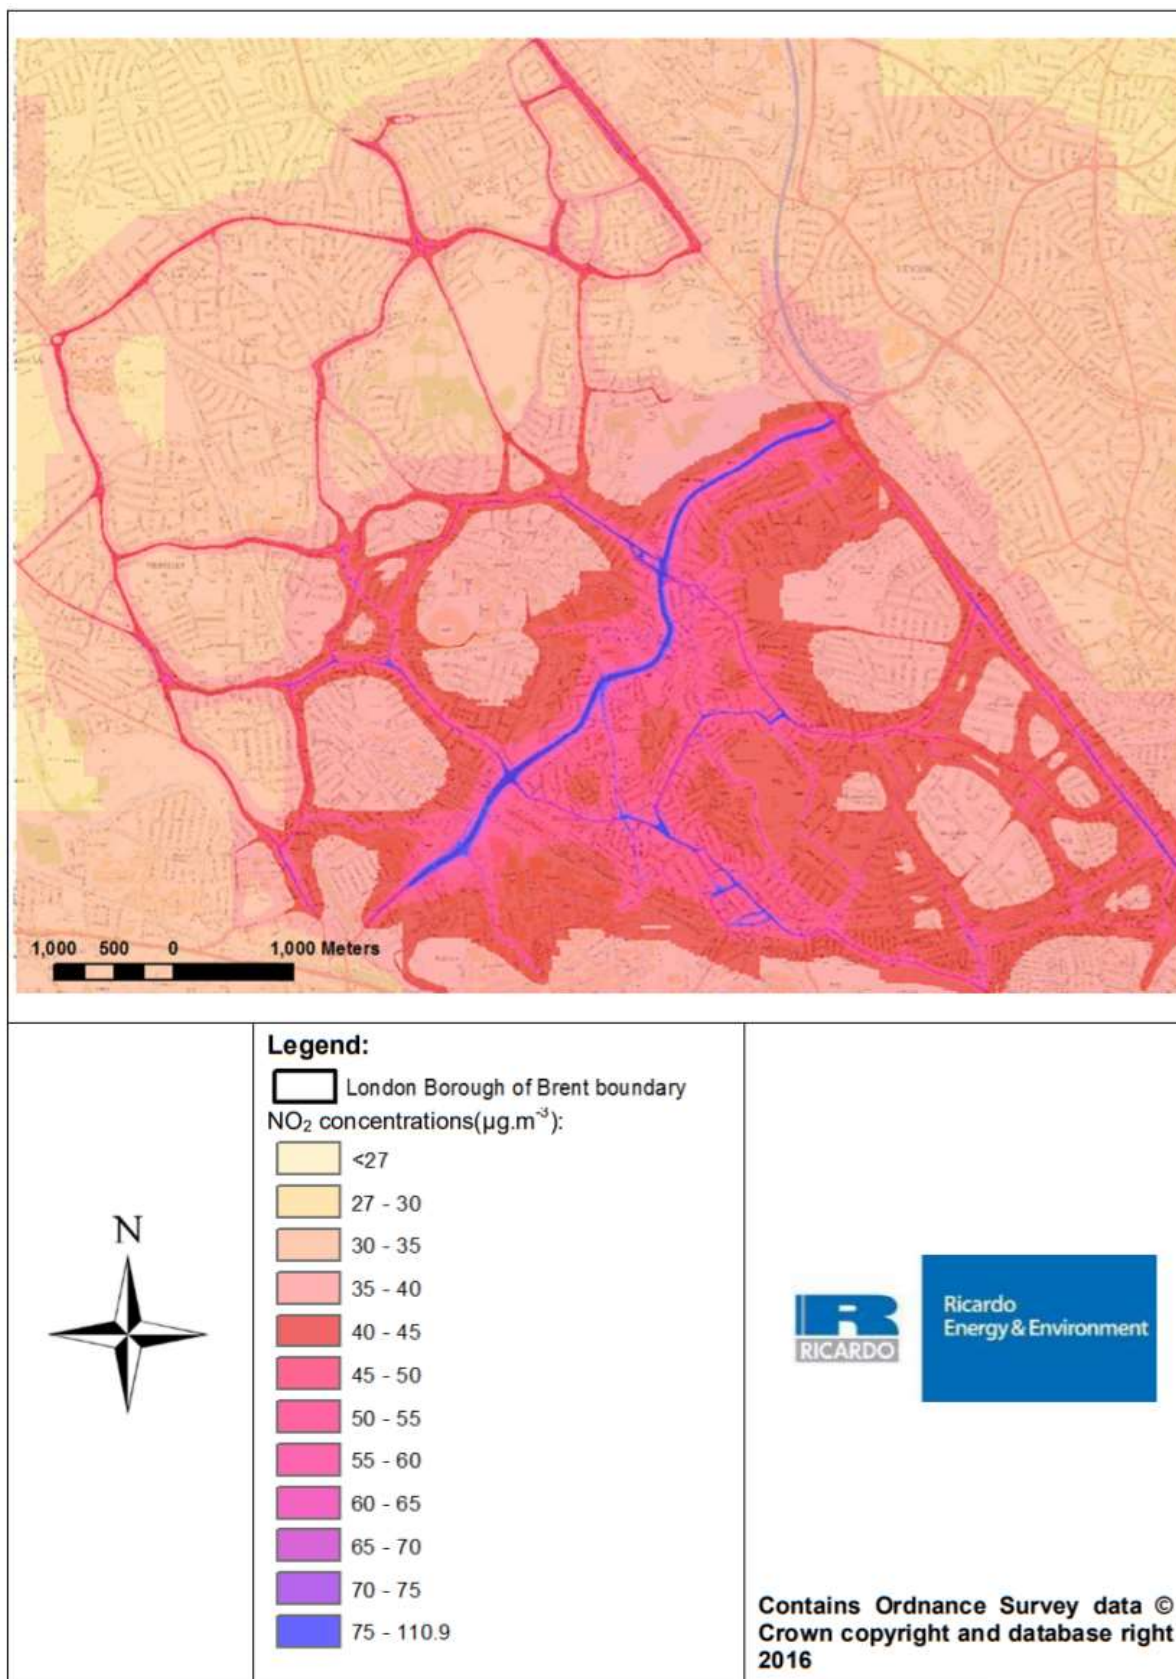 1,000 500 0 1,000 Meters
N
Legend:
London Borough of Brent boundary
NO₂ concentrations(µg.m⁻³):
<27
27 - 30
30 - 35
35 - 40
40 - 45
45 - 50
50 - 55
55 - 60
60 - 65
65 - 70
70 - 75
75 - 110.9
R
RICARDO
Ricardo
Energy & Environment
Contains Ordnance Survey data ©
Crown copyright and database right
2016